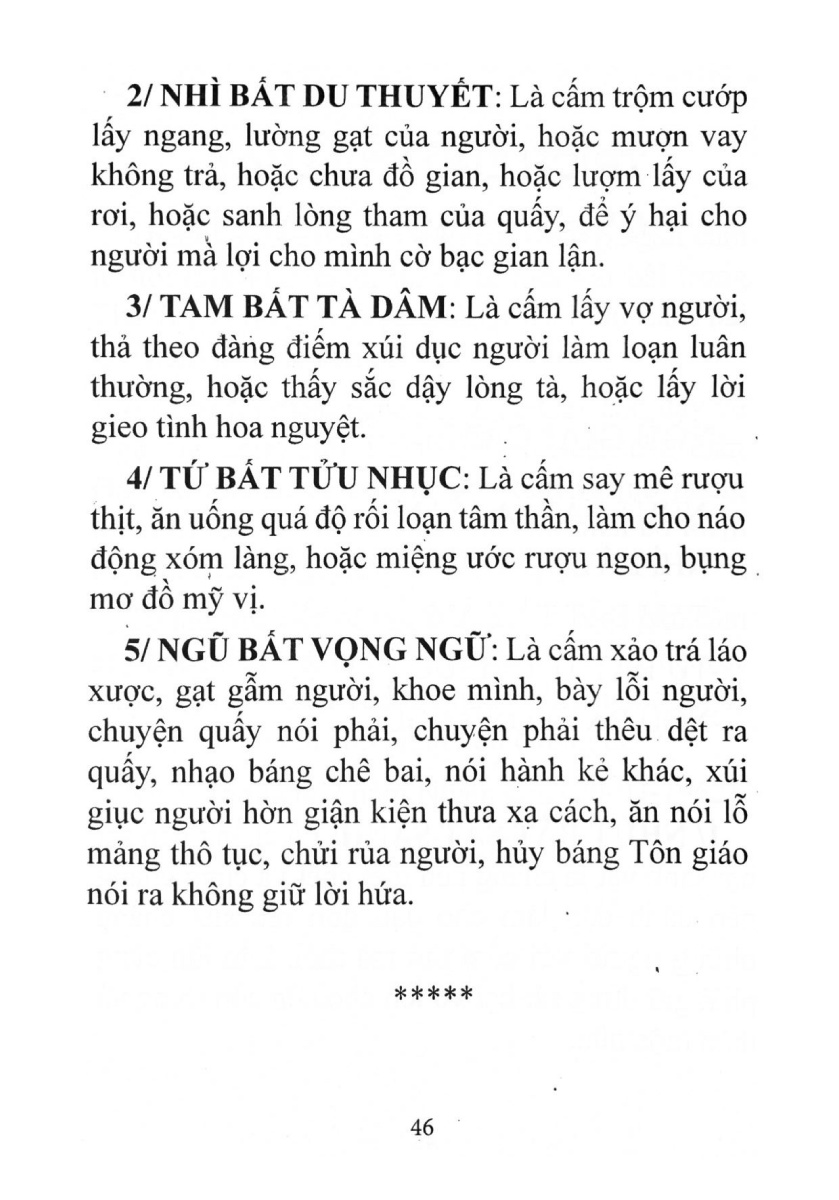 2/ NHÌ BẤT DU THUYẾT: Là cấm trộm cướp
lấy ngang, lường gạt của người, hoặc mượn vay
không trả, hoặc chưa đồ gian, hoặc lượm lấy của
rơi, hoặc sanh lòng tham của quấy, để ý hại cho
người mà lợi cho mình cờ bạc gian lận.
3/ TAM BẤT TÀ DÂM: Là cấm lấy vợ người,
thả theo đàng điếm xúi dục người làm loạn luân
thường, hoặc thấy sắc dậy lòng tà, hoặc lấy lời
gieo tình hoa nguyệt.
4/ TỨ BẤT TỬU NHỤC: Là cấm say mê rượu
thịt, ăn uống quá độ rối loạn tâm thần, làm cho náo
động xóm làng, hoặc miệng ước rượu ngon, bụng
mơ đồ mỹ vị.
5/ NGŨ BẤT VỌNG NGỮ: Là cấm xảo trá láo
xược, gạt gẫm người, khoe mình, bày lỗi người,
chuyện quấy nói phải, chuyện phải thêu dệt ra
quấy, nhạo báng chê bai, nói hành kẻ khác, xúi
giục người hờn giận kiện thưa xa cách, ăn nói lỗ
mảng thô tục, chửi rủa người, hủy báng Tôn giáo
nói ra không giữ lời hứa.
*****
46